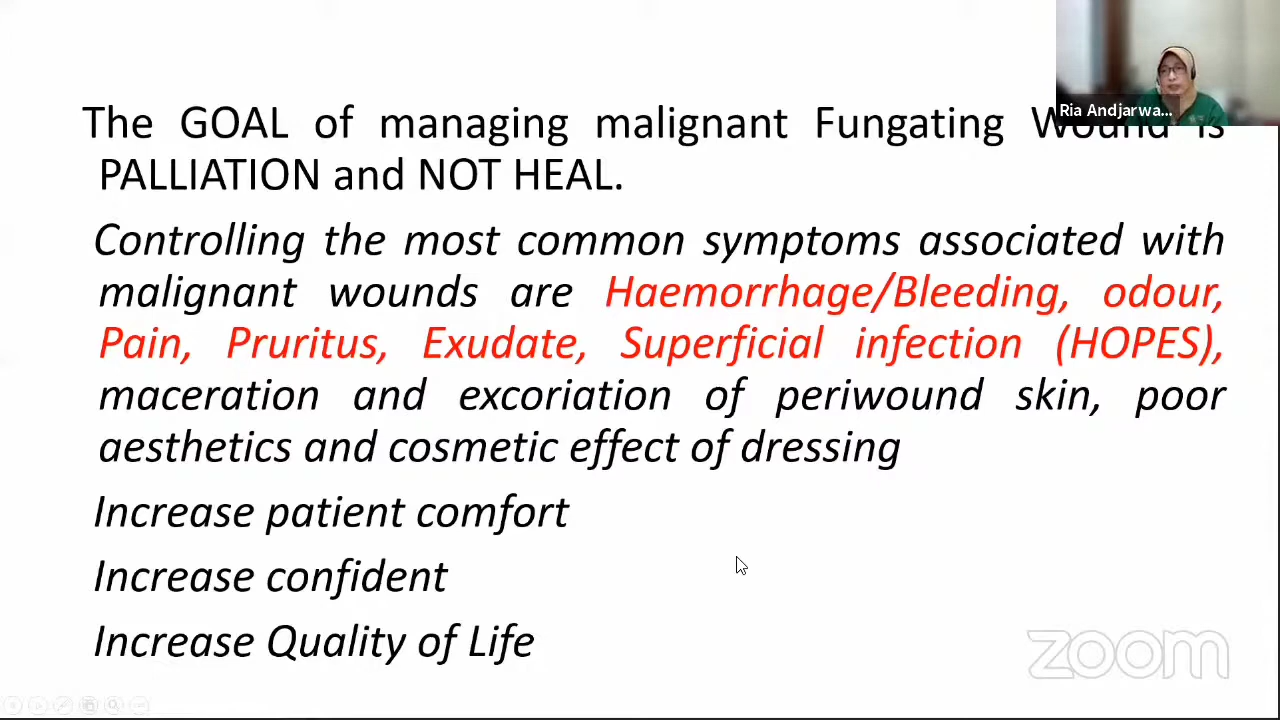 The GOAL of managing malignant Fungating Wound is
PALLIATION and NOT HEAL.
Controlling the most common symptoms associated with
malignant wounds are Haemorrhage/Bleeding, odour,
Pain, Pruritus, Exudate, Superficial infection (HOPES),
maceration and excoriation of periwound skin, poor
aesthetics and cosmetic effect of dressing
Increase patient comfort
Increase confident
Increase Quality of Life
Ria Andjarwa...
zoom